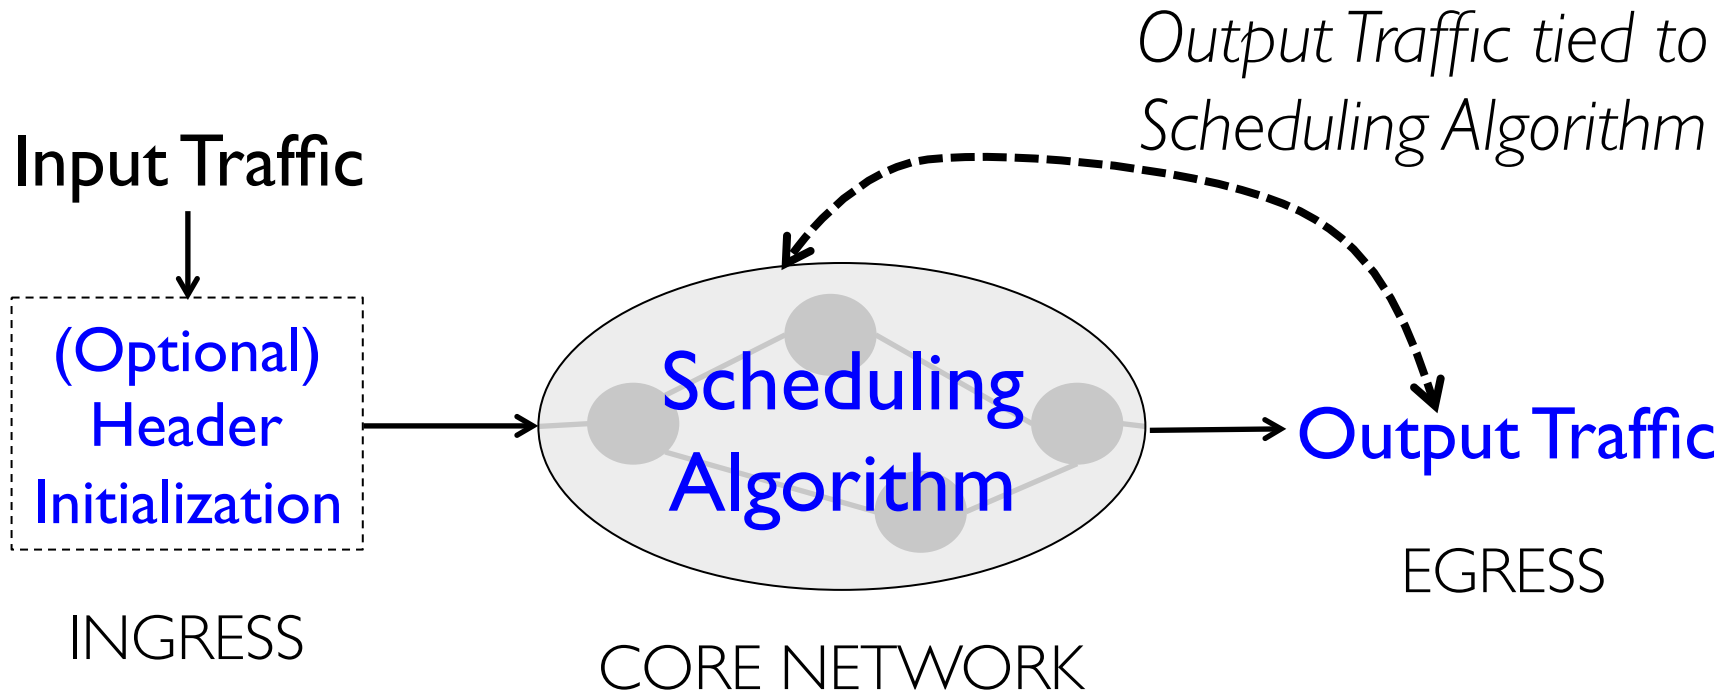 Output Traffic tied to
Scheduling Algorithm
Input Traffic
(Optional)
Header
Initialization
INGRESS
Scheduling
Algorithm
CORE NETWORK
Output Traffic
EGRESS